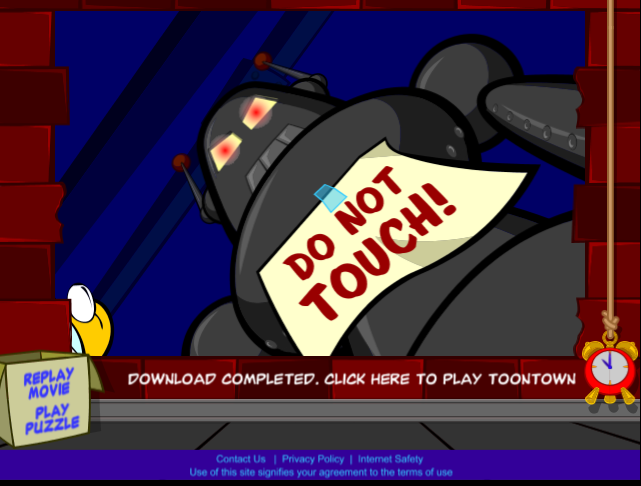 DO NOT
TOUCH!
REPLAY
MOVIE
PLAY
PUZZLE
DOWNLOAD COMPLETED. CLICK HERE TO PLAY TOONTOWN
Contact Us | Privacy Policy | Internet Safety
Use of this site signifies your agreement to the terms of use